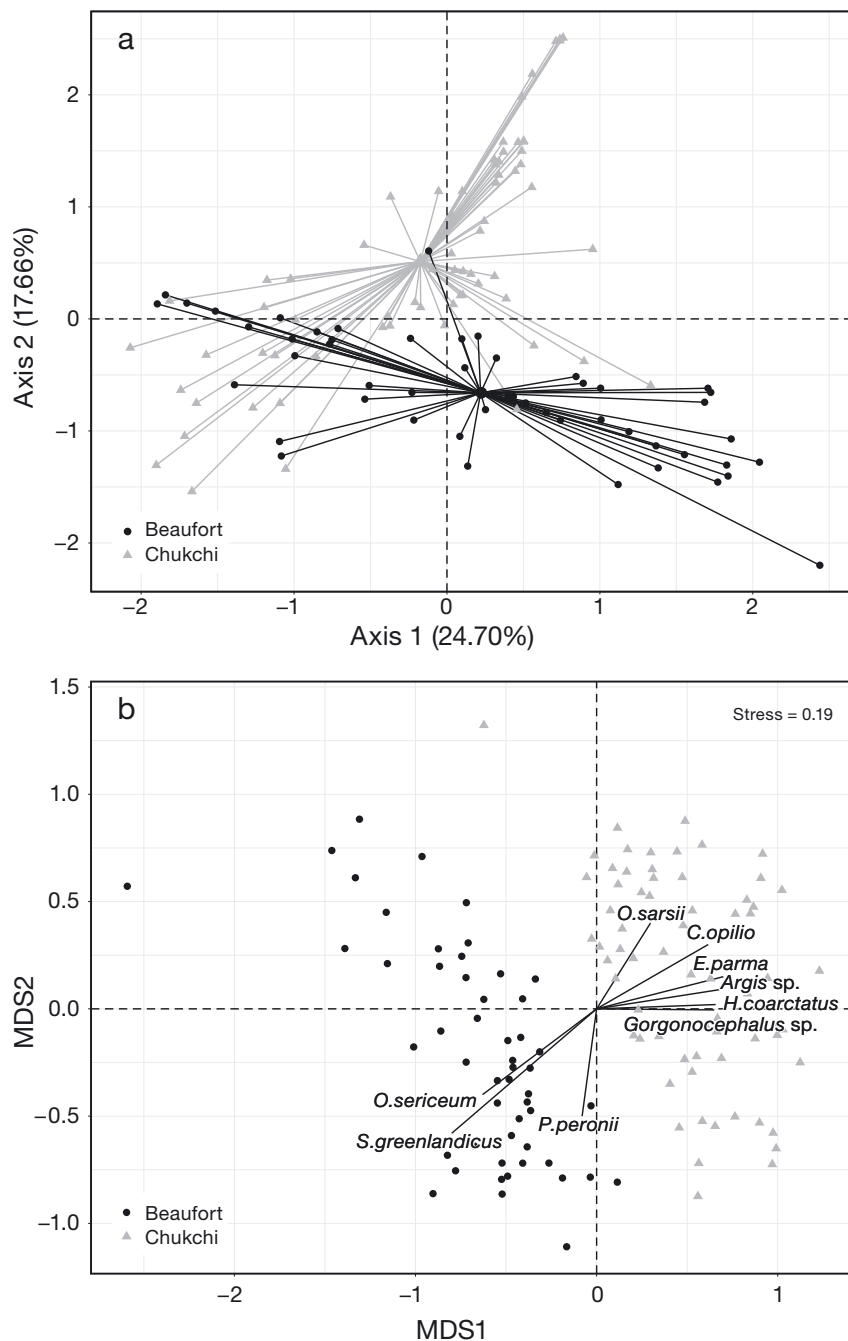 a
2
1
0
−1
−2
Axis 2 (17.66%)
Beaufort
Chukchi
−2
−1
0
1
2
Axis 1 (24.70%)
b
Stress = 0.19
1.5
1.0
0.5
0.0
−0.5
−1.0
MDS2
O.sarsii
C.opilio
E.parma
Argis sp.
H.coarctatus
Gorgonocephalus sp.
O.sericeum
P.peronii
S.greenlandicus
Beaufort
Chukchi
−2
−1
0
1
MDS1